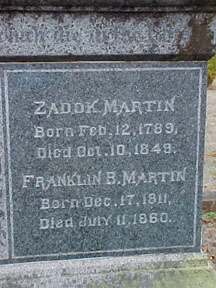 ZADOK MARTIN
Born Feb. 12, 1789,
Died Oct. 10, 1849.
FRANKLIN B. MARTIN
Born Dec. 17, 1811,
Died July 11, 1860.